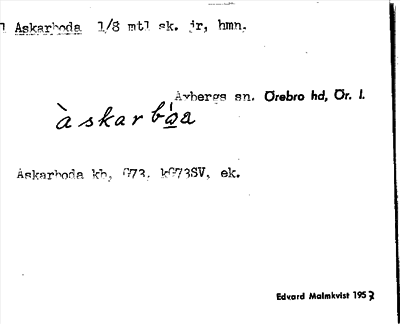 Askarboda 1/8 mtl sk. jr, hmn.
Axbergs sn. Örebro hd, Ör. l.
àskarbo̲a
Askarboda kb, G73. kG73SV, ek.
Edvard Malmkvist 1953